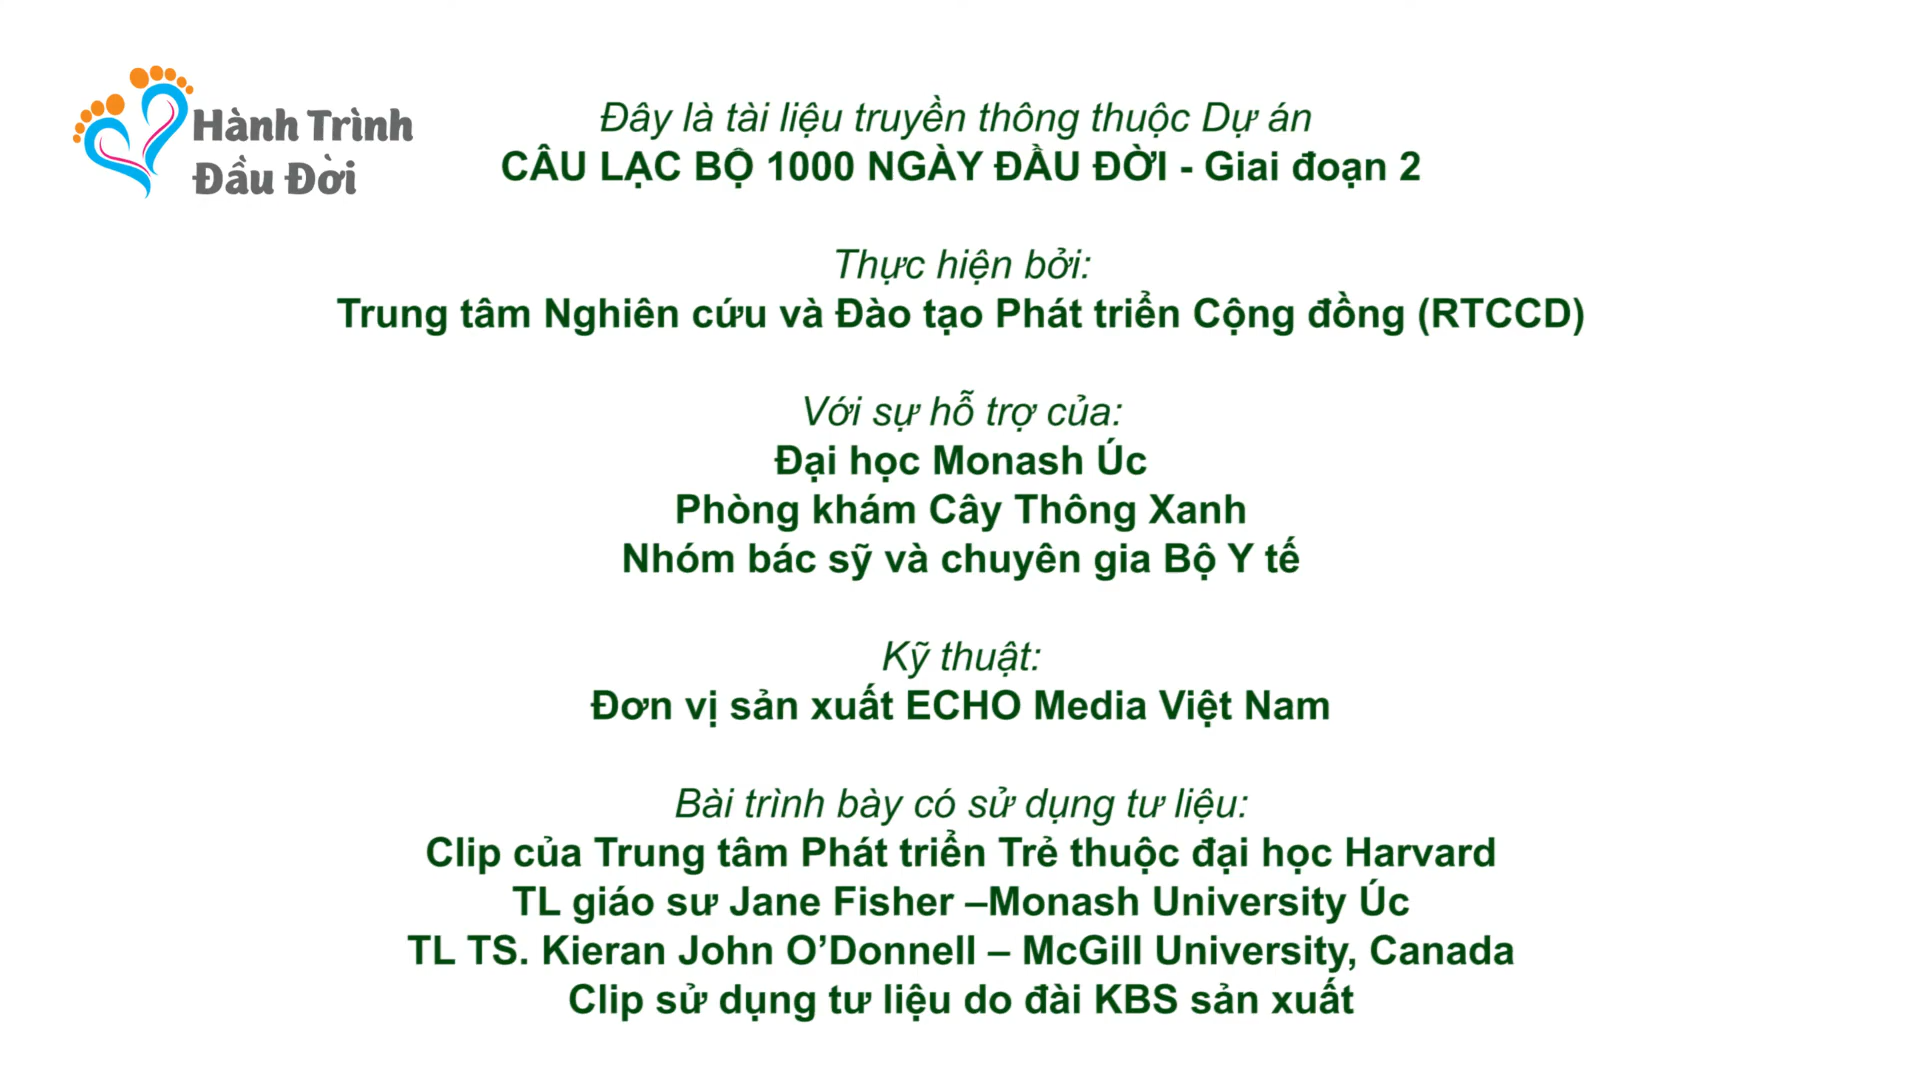 Hành Trình
Đầu Đời
Đây là tài liệu truyền thông thuộc Dự án
CÂU LẠC BỘ 1000 NGÀY ĐẦU ĐỜI - Giai đoạn 2
Thực hiện bởi:
Trung tâm Nghiên cứu và Đào tạo Phát triển Cộng đồng (RTCCD)
Với sự hỗ trợ của:
Đại học Monash Úc
Phòng khám Cây Thông Xanh
Nhóm bác sỹ và chuyên gia Bộ Y tế
Kỹ thuật:
Đơn vị sản xuất ECHO Media Việt Nam
Bài trình bày có sử dụng tư liệu:
Clip của Trung tâm Phát triển Trẻ thuộc đại học Harvard
TL giáo sư Jane Fisher –Monash University Úc
TL TS. Kieran John O’Donnell – McGill University, Canada
Clip sử dụng tư liệu do đài KBS sản xuất